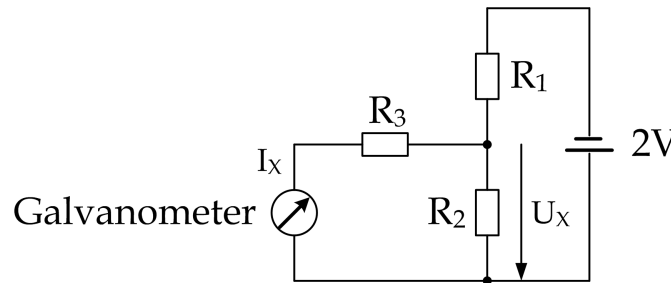 R1
R3
2V
IX
Galvanometer
R2
UX